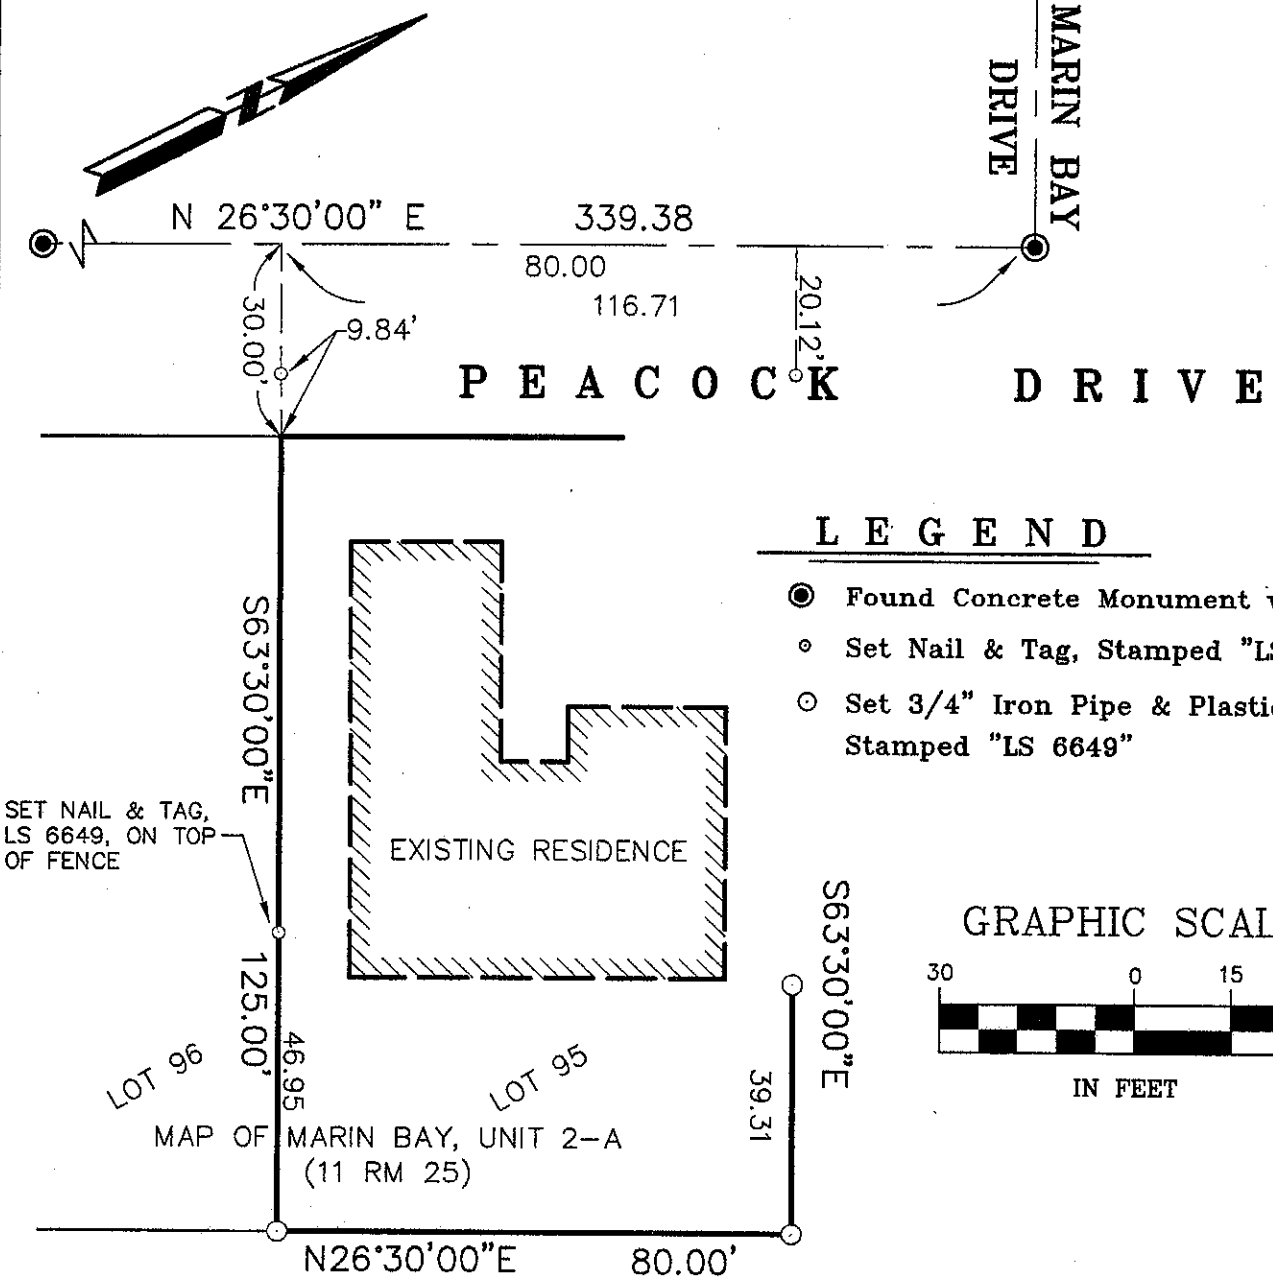 MARIN BAY
DRIVE
N
N 26°30'00" E 339.38
80.00
116.71
30.00'
9.84'
20.12'
PEACOCK DRIVE
LEGEND
Found Concrete Monument
Set Nail & Tag, Stamped "LS
Set 3/4" Iron Pipe &
Stamped "LS 6649"
S63°30'00"E
125.00'
SET NAIL & TAG,
LS 6649, ON TOP
OF FENCE
EXISTING RESIDENCE
S63°30'00"E
GRAPHIC SCAL
30 0 15
IN FEET
46.95
39.31
LOT 96
LOT 95
MAP OF MARIN BAY, UNIT 2-A
(11 RM 25)
N26°30'00"E 80.00'